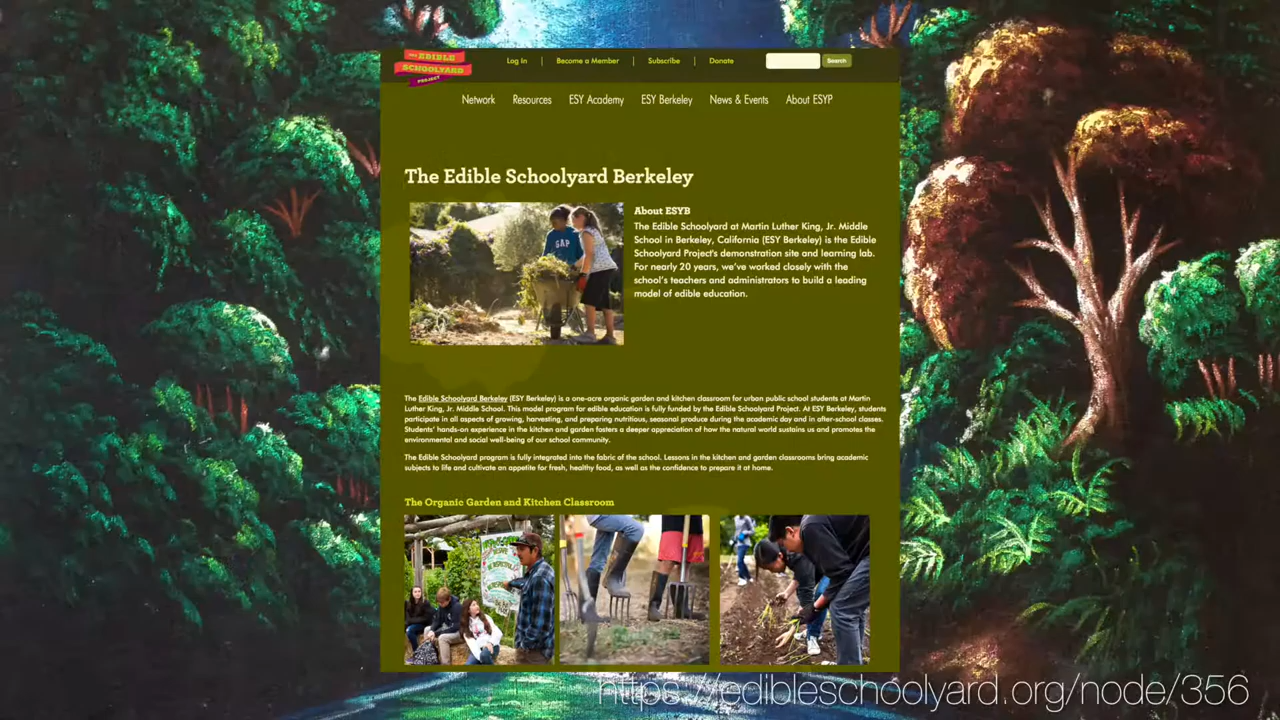 THE EDIBLE
SCHOOLYARD
PROJECT
Log In | Become a Member | Subscribe | Donate
Search
Network Resources ESY Academy ESY Berkeley News & Events About ESYP
The Edible Schoolyard Berkeley
GAP
About ESYB
The Edible Schoolyard at Martin Luther King, Jr. Middle
School in Berkeley, California (ESY Berkeley) is the Edible
Schoolyard Project's demonstration site and learning lab.
For nearly 20 years, we've worked closely with the
school's teachers and administrators to build a leading
model of edible education.
The Edible Schoolyard Berkeley (ESY Berkeley) is a one-acre organic garden and kitchen classroom for urban public school students at Martin
Luther King, Jr. Middle School. This model program for edible education is fully funded by the Edible Schoolyard Project. At ESY Berkeley, students
participate in all aspects of growing, harvesting, and preparing nutritious, seasonal produce during the academic day and in after-school classes.
Students' hands-on experience in the kitchen and garden fosters a deeper appreciation of how the natural world sustains us and promotes the
environmental and social well-being of our school community.
The Edible Schoolyard program is fully integrated into the fabric of the school. Lessons in the kitchen and garden classrooms bring academic
subjects to life and cultivate an appetite for fresh, healthy food, as well as the confidence to prepare it at home.
The Organic Garden and Kitchen Classroom
https://edibleschoolyard.org/node/356